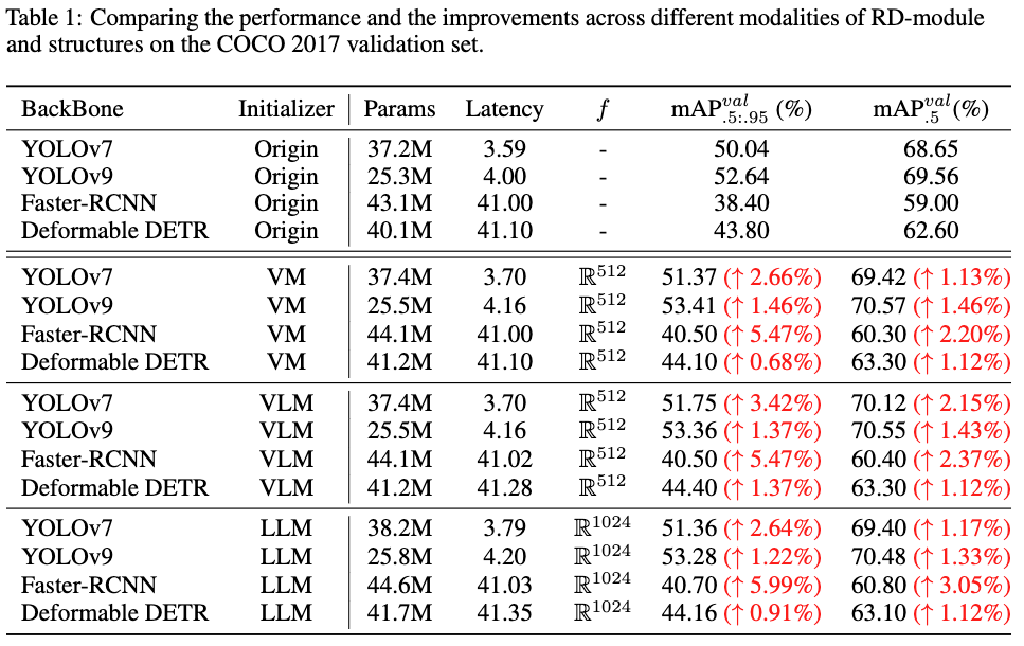 Table 1: Comparing the performance and the improvements across different modalities of RD-module
and structures on the COCO 2017 validation set.
BackBone Initializer Params Latency f mAP^{val}_{.5:.95} (%) mAP^{val}_{.5}(%)
YOLOv7 Origin 37.2M 3.59 - 50.04 68.65
YOLOv9 Origin 25.3M 4.00 - 52.64 69.56
Faster-RCNN Origin 43.1M 41.00 - 38.40 59.00
Deformable DETR Origin 40.1M 41.10 - 43.80 62.60
YOLOv7 VM 37.4M 3.70 ℝ^{512} 51.37 (↑ 2.66%) 69.42 (↑ 1.13%)
YOLOv9 VM 25.5M 4.16 ℝ^{512} 53.41 (↑ 1.46%) 70.57 (↑ 1.46%)
Faster-RCNN VM 44.1M 41.00 ℝ^{512} 40.50 (↑ 5.47%) 60.30 (↑ 2.20%)
Deformable DETR VM 41.2M 41.10 ℝ^{512} 44.10 (↑ 0.68%) 63.30 (↑ 1.12%)
YOLOv7 VLM 37.4M 3.70 ℝ^{512} 51.75 (↑ 3.42%) 70.12 (↑ 2.15%)
YOLOv9 VLM 25.5M 4.16 ℝ^{512} 53.36 (↑ 1.37%) 70.55 (↑ 1.43%)
Faster-RCNN VLM 44.1M 41.02 ℝ^{512} 40.50 (↑ 5.47%) 60.40 (↑ 2.37%)
Deformable DETR VLM 41.2M 41.28 ℝ^{512} 44.40 (↑ 1.37%) 63.30 (↑ 1.12%)
YOLOv7 LLM 38.2M 3.79 ℝ^{1024} 51.36 (↑ 2.64%) 69.40 (↑ 1.17%)
YOLOv9 LLM 25.8M 4.20 ℝ^{1024} 53.28 (↑ 1.22%) 70.48 (↑ 1.33%)
Faster-RCNN LLM 44.6M 41.03 ℝ^{1024} 40.70 (↑ 5.99%) 60.80 (↑ 3.05%)
Deformable DETR LLM 41.7M 41.35 ℝ^{1024} 44.16 (↑ 0.91%) 63.10 (↑ 1.12%)